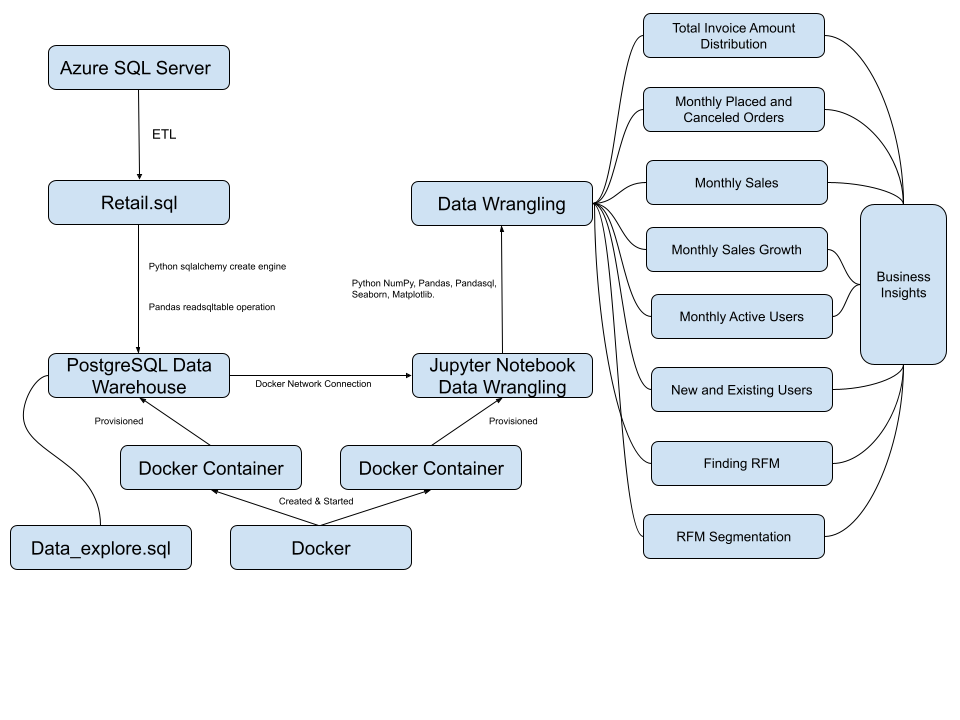 Azure SQL Server
ETL
Retail.sql
Python sqlalchemy create engine
Pandas readsqltable operation
PostgreSQL Data
Warehouse
Docker Network Connection
Provisioned
Docker Container
Data_explore.sql
Docker
Created & Started
Docker Container
Provisioned
Jupyter Notebook
Data Wrangling
Python NumPy, Pandas, Pandasql,
Seaborn, Matplotlib.
Data Wrangling
Total Invoice Amount
Distribution
Monthly Placed and
Canceled Orders
Monthly Sales
Monthly Sales Growth
Monthly Active Users
New and Existing Users
Finding RFM
RFM Segmentation
Business
Insights